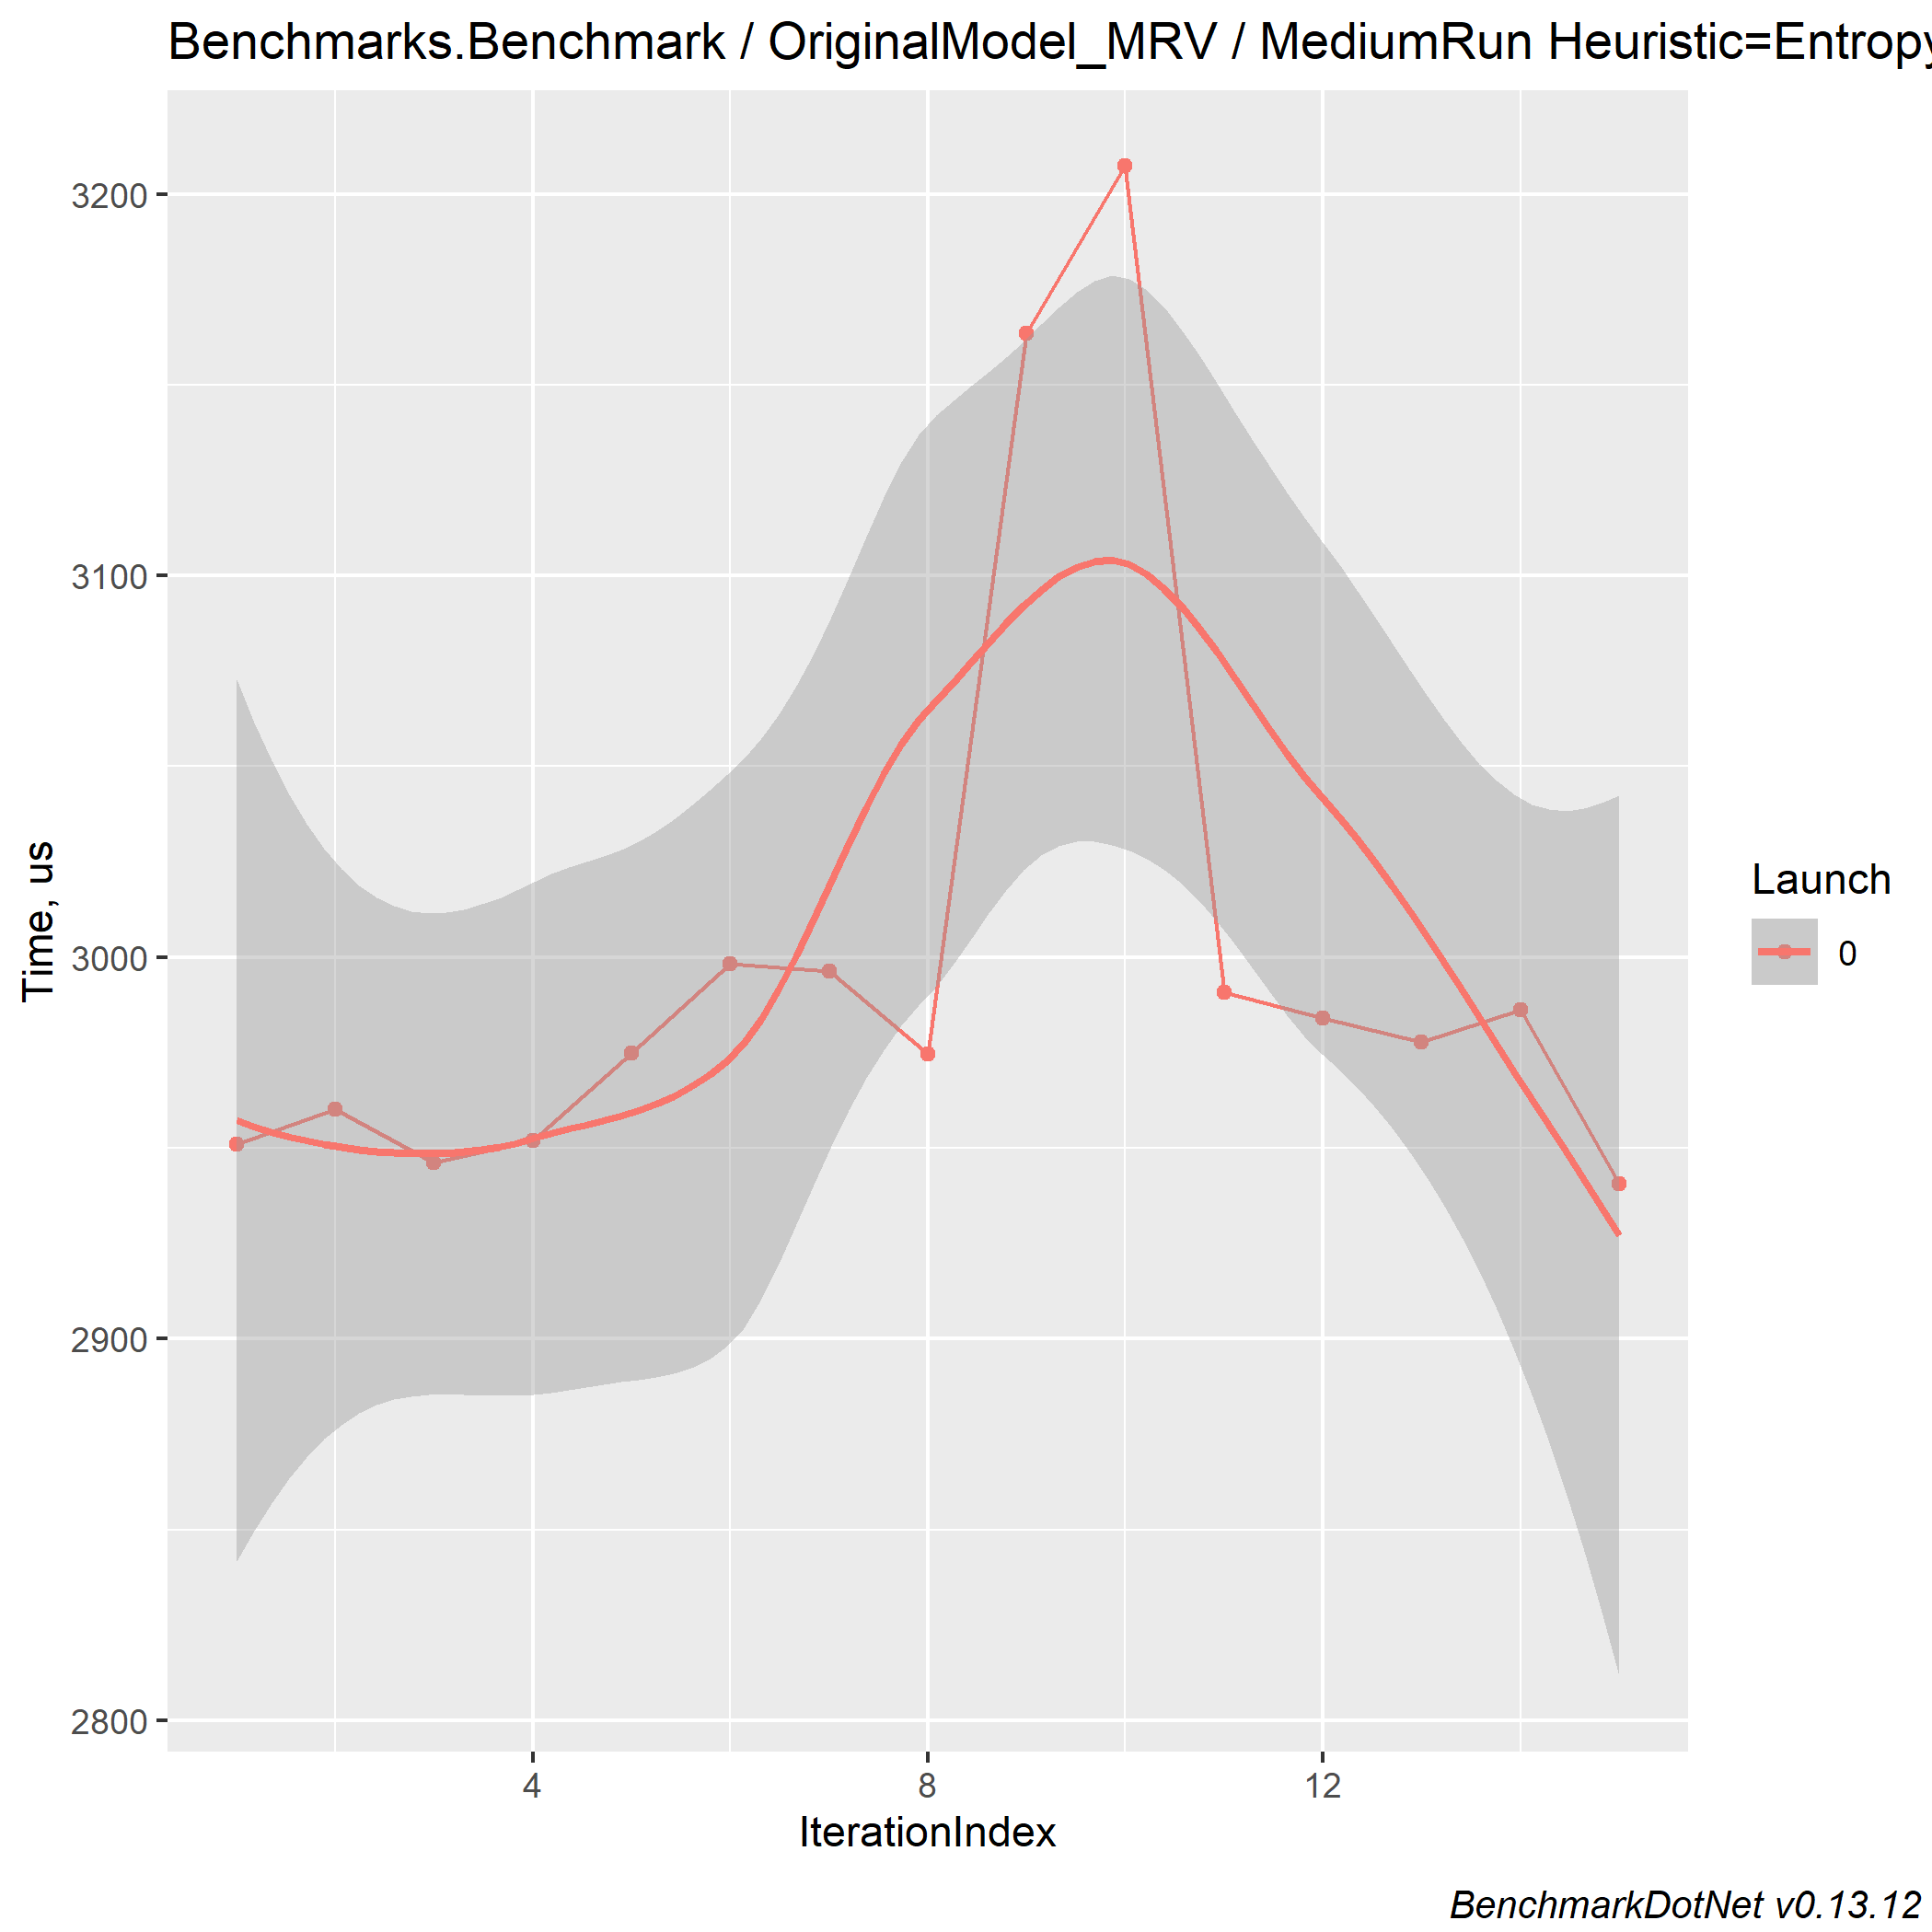 Benchmarks.Benchmark / OriginalModel_MRV / MediumRun Heuristic=Entropy
3200
3100
3000
2900
2800
Time, us
4 8 12
IterationIndex
Launch
0
BenchmarkDotNet v0.13.12